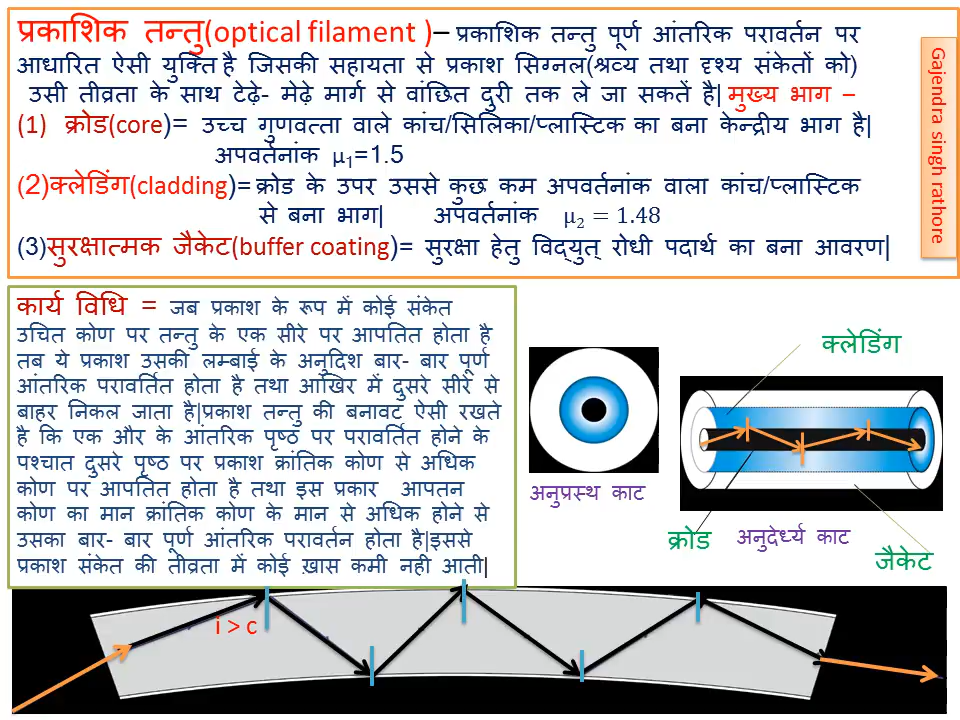 प्रकाशिक तन्तु(optical filament )– प्रकाशिक तन्तु पूर्ण आंतरिक परावर्तन पर
आधारित ऐसी युक्ति है जिसकी सहायता से प्रकाश सिग्नल(श्रव्य तथा दृश्य संकेतों को)
उसी तीव्रता के साथ टेढ़े- मेढ़े मार्ग से वांछित दुरी तक ले जा सकतें है| मुख्य भाग –
(1) क्रोड(core)= उच्च गुणवत्ता वाले कांच/सिलिका/प्लास्टिक का बना केन्द्रीय भाग है|
अपवर्तनांक µ₁=1.5
(2)क्लेडिंग(cladding)= क्रोड के उपर उससे कुछ कम अपवर्तनांक वाला कांच/प्लास्टिक
से बना भाग| अपवर्तनांक µ₂ = 1.48
(3)सुरक्षात्मक जैकेट(buffer coating)= सुरक्षा हेतु विद्युत् रोधी पदार्थ का बना आवरण|
Gajendra singh rathore
कार्य विधि = जब प्रकाश के रूप में कोई संकेत
उचित कोण पर तन्तु के एक सीरे पर आपतित होता है
तब ये प्रकाश उसकी लम्बाई के अनुदिश बार- बार पूर्ण
आंतरिक परावर्तित होता है तथा आखिर में दुसरे सीरे से
बाहर निकल जाता है|प्रकाश तन्तु की बनावट ऐसी रखते
है कि एक और के आंतरिक पृष्ठ पर परावर्तित होने के
पश्चात दुसरे पृष्ठ पर प्रकाश क्रांतिक कोण से अधिक
कोण पर आपतित होता है तथा इस प्रकार आपतन
कोण का मान क्रांतिक कोण के मान से अधिक होने से
उसका बार- बार पूर्ण आंतरिक परावर्तन होता है|इससे
प्रकाश संकेत की तीव्रता में कोई ख़ास कमी नही आती|
क्लेडिंग
अनुप्रस्थ काट
क्रोड
अनुदैर्ध्य काट
जैकेट
i > c